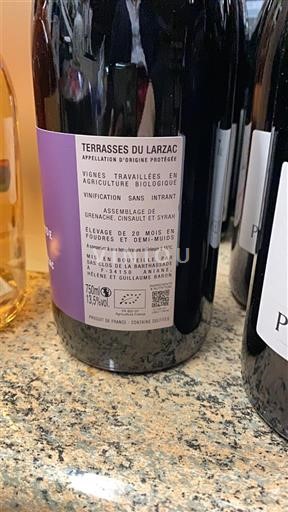 TERRASSES DU LARZAC
APPELLATION D'ORIGINE PROTÉGÉE
VIGNES TRAVAILLÉES EN
AGRICULTURE BIOLOGIQUE
VINIFICATION SANS INTRANT
ASSEMBLAGE DE
GRENACHE, CINSAULT ET SYRAH
ÉLEVAGE DE 20 MOIS EN
FOUDRES ET DEMI-MUIDS
MIS EN BOUTEILLE PAR
SAS CLOS DE LA BARTHASSADE
À F-34150 ANIANE
HÉLÈNE ET GUILLAUME BARON
750ml
13,5%vol.
PRODUIT DE FRANCE - CONTAINS SULFITES
P
P